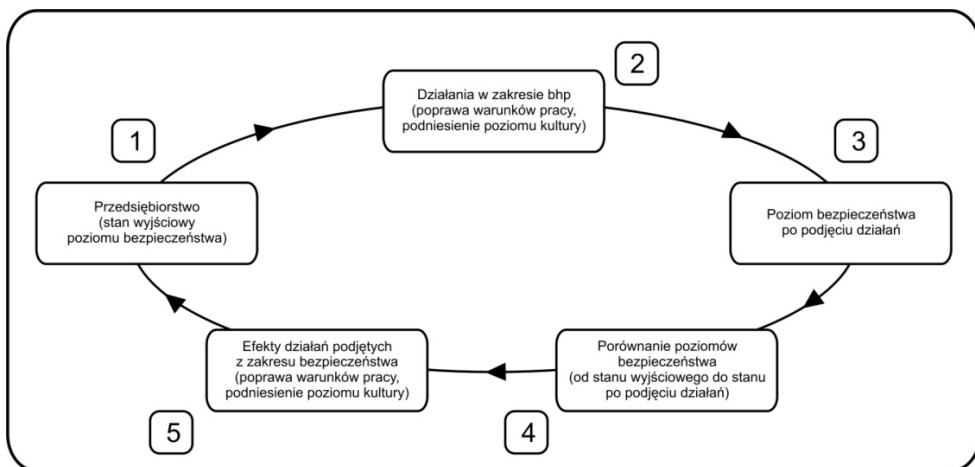 1
Przedsiębiorstwo
(stan wyjściowy
poziomu bezpieczeństwa)
2
Działania w zakresie bhp
(poprawa warunków pracy,
podniesienie poziomu kultury)
3
Poziom bezpieczeństwa
po podjęciu działań
4
Porównanie poziomów
bezpieczeństwa
(od stanu wyjściowego do stanu
po podjęciu działań)
5
Efekty działań podjętych
z zakresu bezpieczeństwa
(poprawa warunków pracy,
podniesienie poziomu kultury)